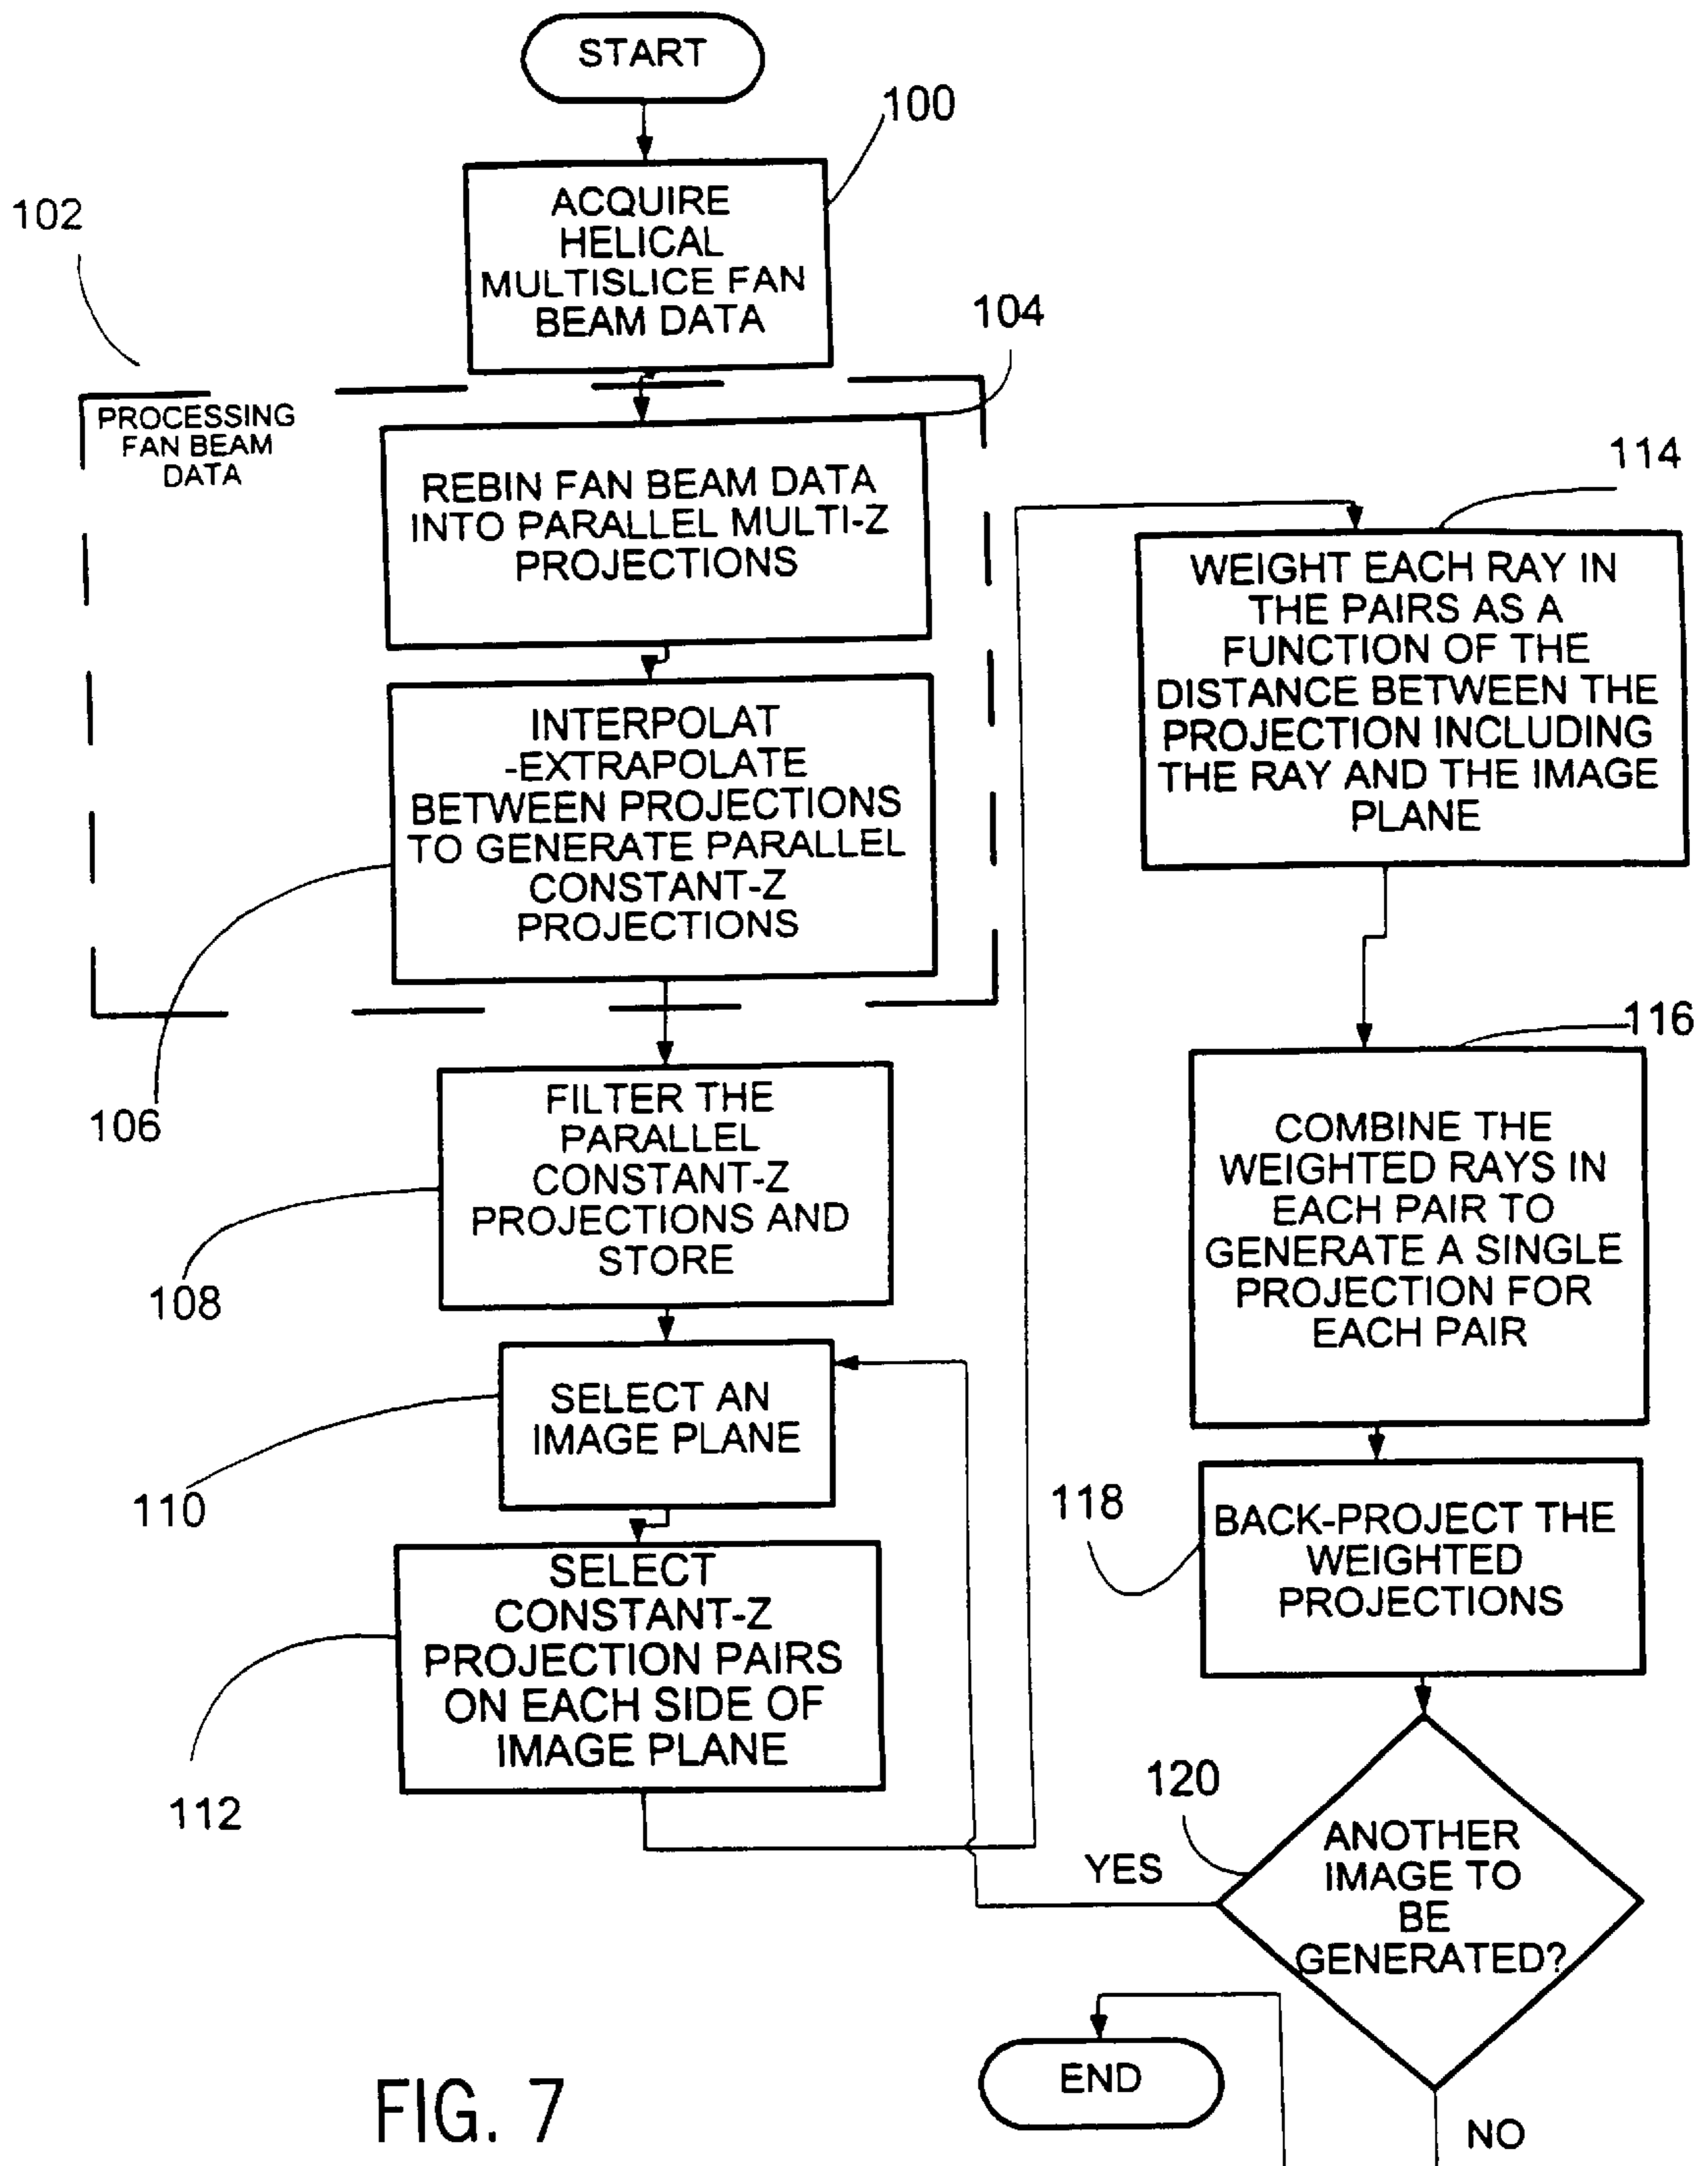 START
100
ACQUIRE
HELICAL
MULTISLICE FAN
BEAM DATA
102
104
PROCESSING
FAN BEAM
DATA
REBIN FAN BEAM DATA
INTO PARALLEL MULTI-Z
PROJECTIONS
INTERPOLAT
-EXTRAPOLATE
BETWEEN PROJECTIONS
TO GENERATE PARALLEL
CONSTANT-Z
PROJECTIONS
106
FILTER THE
PARALLEL
CONSTANT-Z
PROJECTIONS AND
STORE
108
SELECT AN
IMAGE PLANE
110
SELECT
CONSTANT-Z
PROJECTION PAIRS
ON EACH SIDE OF
IMAGE PLANE
112
114
WEIGHT EACH RAY IN
THE PAIRS AS A
FUNCTION OF THE
DISTANCE BETWEEN THE
PROJECTION INCLUDING
THE RAY AND THE IMAGE
PLANE
116
COMBINE THE
WEIGHTED RAYS IN
EACH PAIR TO
GENERATE A SINGLE
PROJECTION FOR
EACH PAIR
118
BACK-PROJECT THE
WEIGHTED
PROJECTIONS
120
ANOTHER
IMAGE TO
BE
GENERATED?
YES
NO
END
FIG. 7